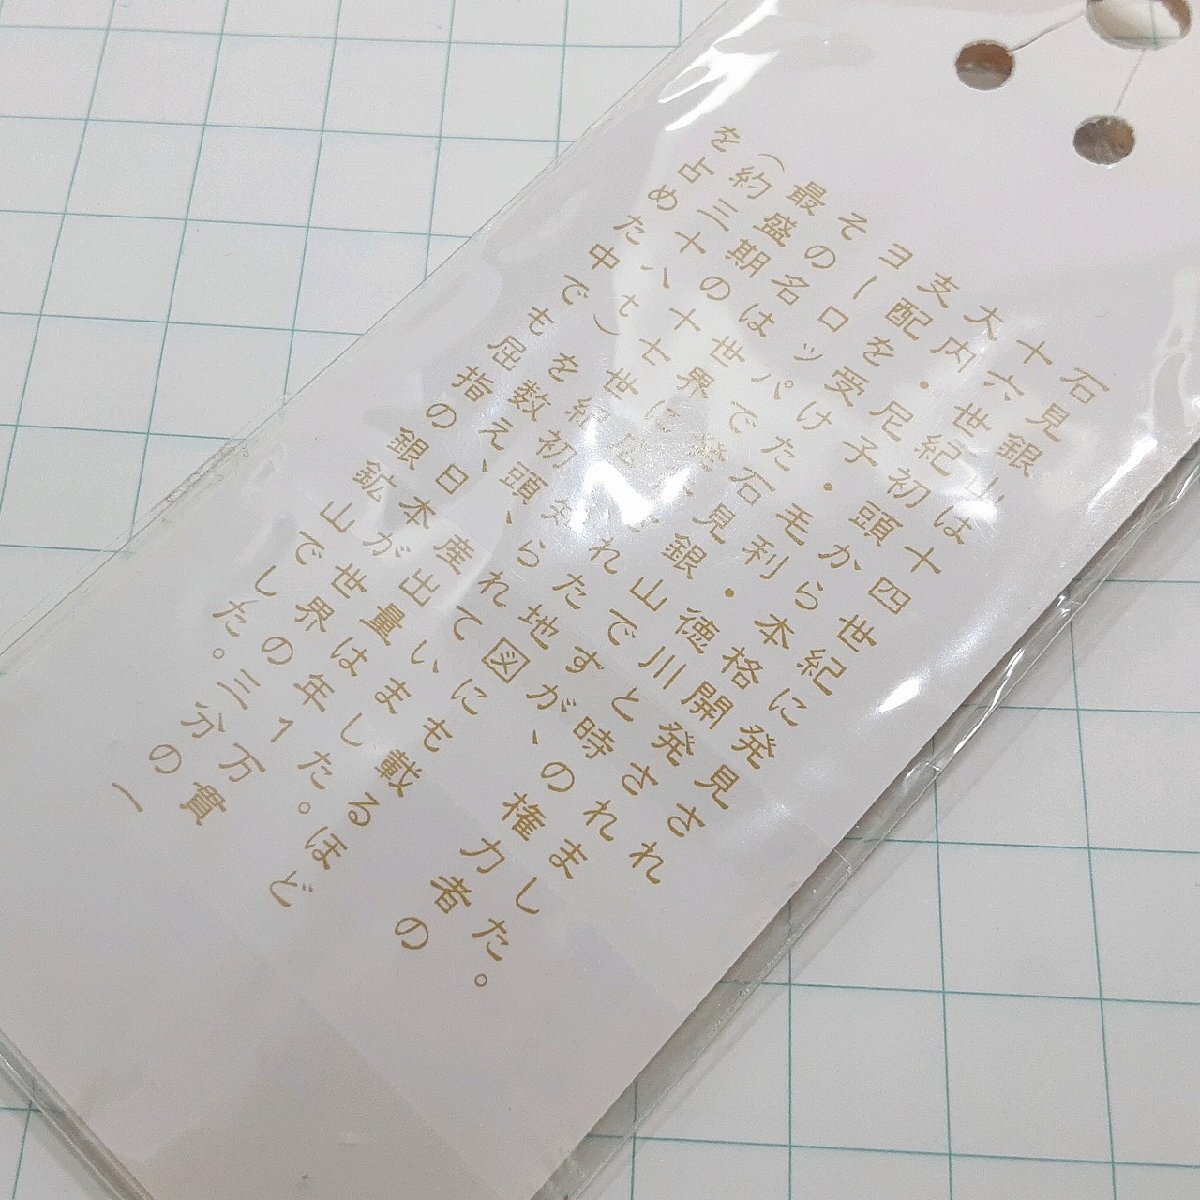 石見銀山は十四世紀に発見され
十六世紀初頭から本格開発されました。
大内・尼子・毛利・徳川と時の権力者の
支配を受けた石見銀山ですが、
ヨーロッパで発行された地図にも載るほど
その名は世界に広く知られていました。
最盛期の十七世紀初頭、産出量は年1万貫
（約三十八t）を数え、日本が世界の三分の一
を占めた中でも屈指の銀鉱山でした。